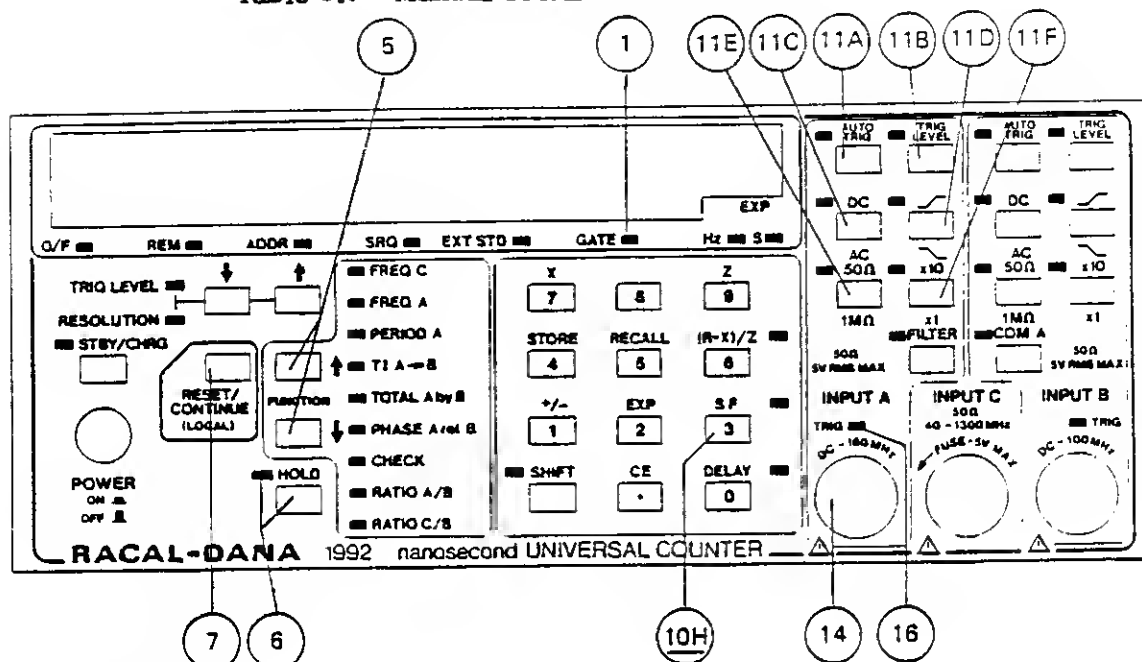 5
1
11E
11C
11A
11B
11D
11F
AUTO TRIG
TRIG LEVEL
AUTO TRIG
TRIG LEVEL
EXP
DC
DC
O/F
REM
ADDR
SRQ
EXT STD
GATE
Hz
S
AC
50Ω
x10
AC
50Ω
x10
1MΩ
x1
1MΩ
x1
FILTER
COM A
50Ω
5V RMS MAX
50Ω
5V RMS MAX
TRIG LEVEL
RESOLUTION
STBY/CHRG
RESET/
CONTINUE
(LOCAL)
FUNCTION
HOLD
POWER
ON
OFF
FREQ C
FREQ A
PERIOD A
T.I. A→B
TOTAL A by B
PHASE A rel B
CHECK
RATIO A/B
RATIO C/B
X
Z
7
8
9
STORE
RECALL
(R-X)/Z
4
5
6
+/-
EXP
S.F
1
2
3
SHIFT
CE
DELAY
.
0
INPUT A
INPUT C
INPUT B
50Ω
40-1300 MHz
TRIG
TRIG
DC-160 MHz
FUSE-5V MAX
DC-100 MHz
RACAL-DANA 1992 nanosecond UNIVERSAL COUNTER
7
6
10H
14
16